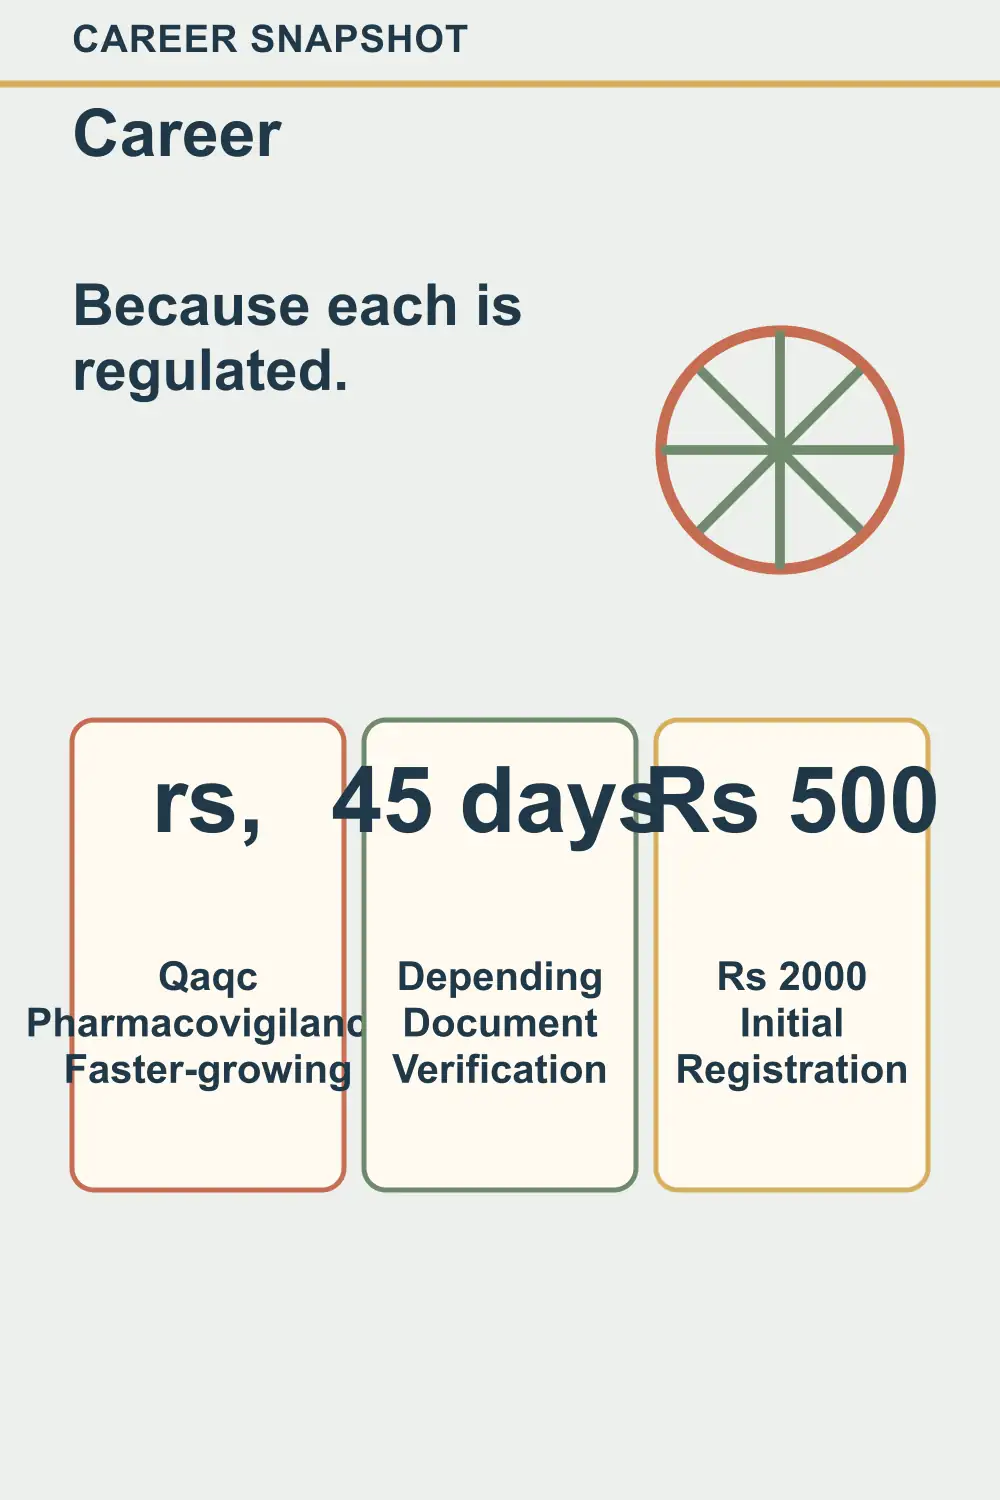 CAREER SNAPSHOT
Career
Because each is
regulated.
rs,
45 days
Rs 500
Qaqc
Pharmacovigilanc
Faster-growing
Depending
Document
Verification
Rs 2000
Initial
Registration